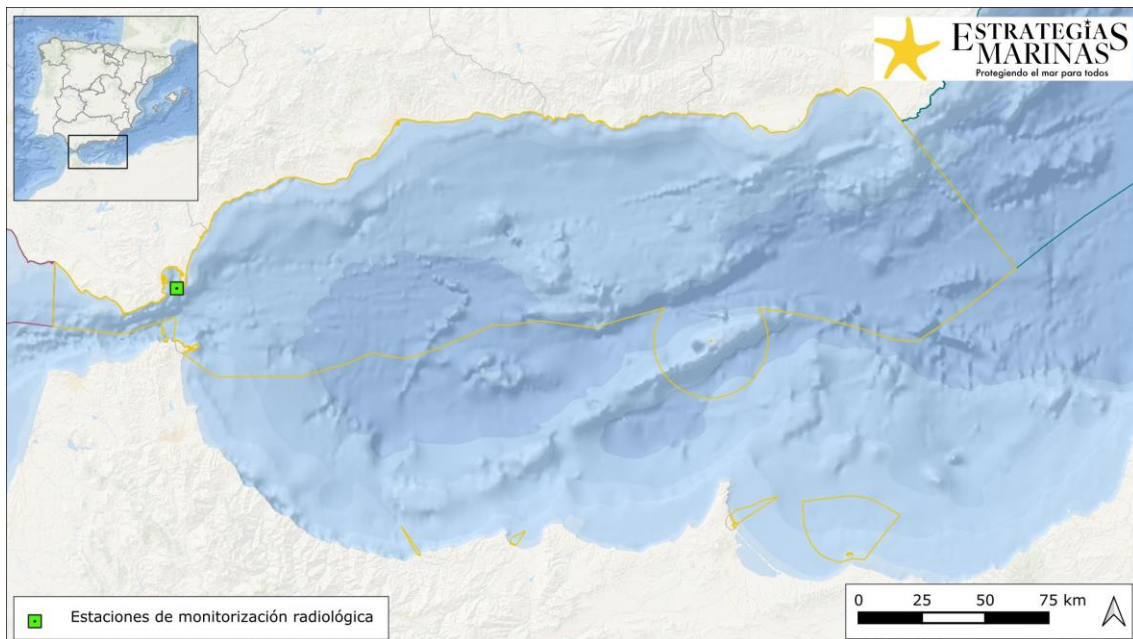 ESTRATEGIAS
MARINAS
Protegiendo el mar para todos
Estaciones de monitorización radiológica
0 25 50 75 km